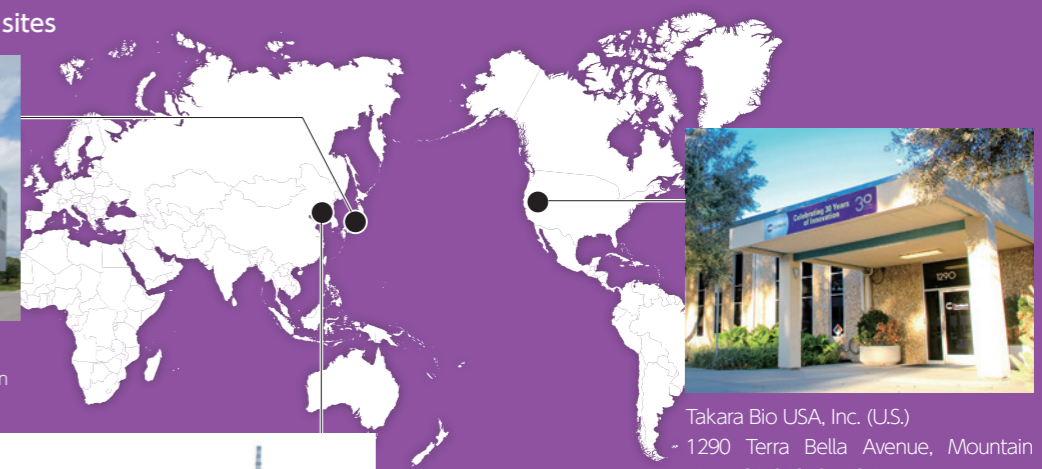 sites
Celebrating 30 Years
of Innovation
30
1290
n
Takara Bio USA, Inc. (U.S.)
1290 Terra Bella Avenue, Mountain